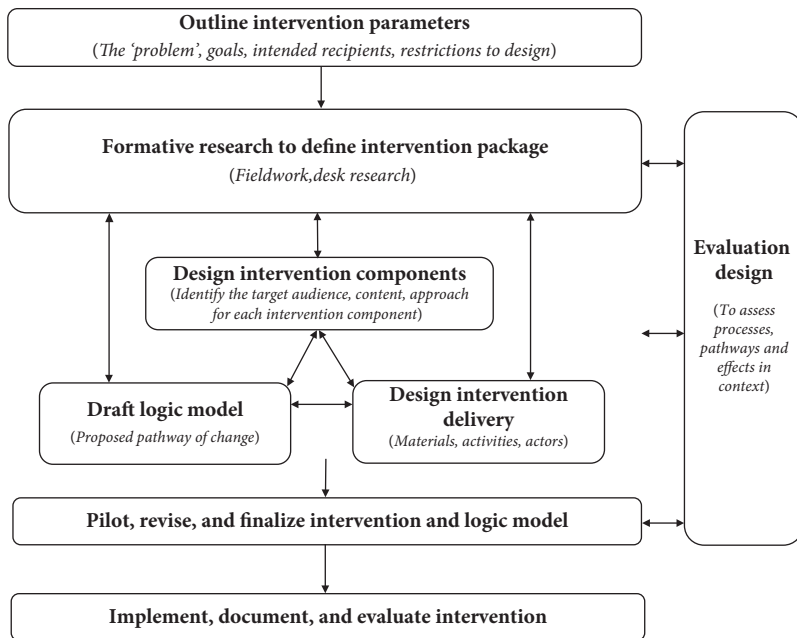 Outline intervention parameters
(The ‘problem’, goals, intended recipients, restrictions to design)
Formative research to define intervention package
(Fieldwork,desk research)
Design intervention components
(Identify the target audience, content, approach
for each intervention component)
Draft logic model
(Proposed pathway of change)
Design intervention
delivery
(Materials, activities, actors)
Evaluation
design
(To assess
processes,
pathways and
effects in
context)
Pilot, revise, and finalize intervention and logic model
Implement, document, and evaluate intervention